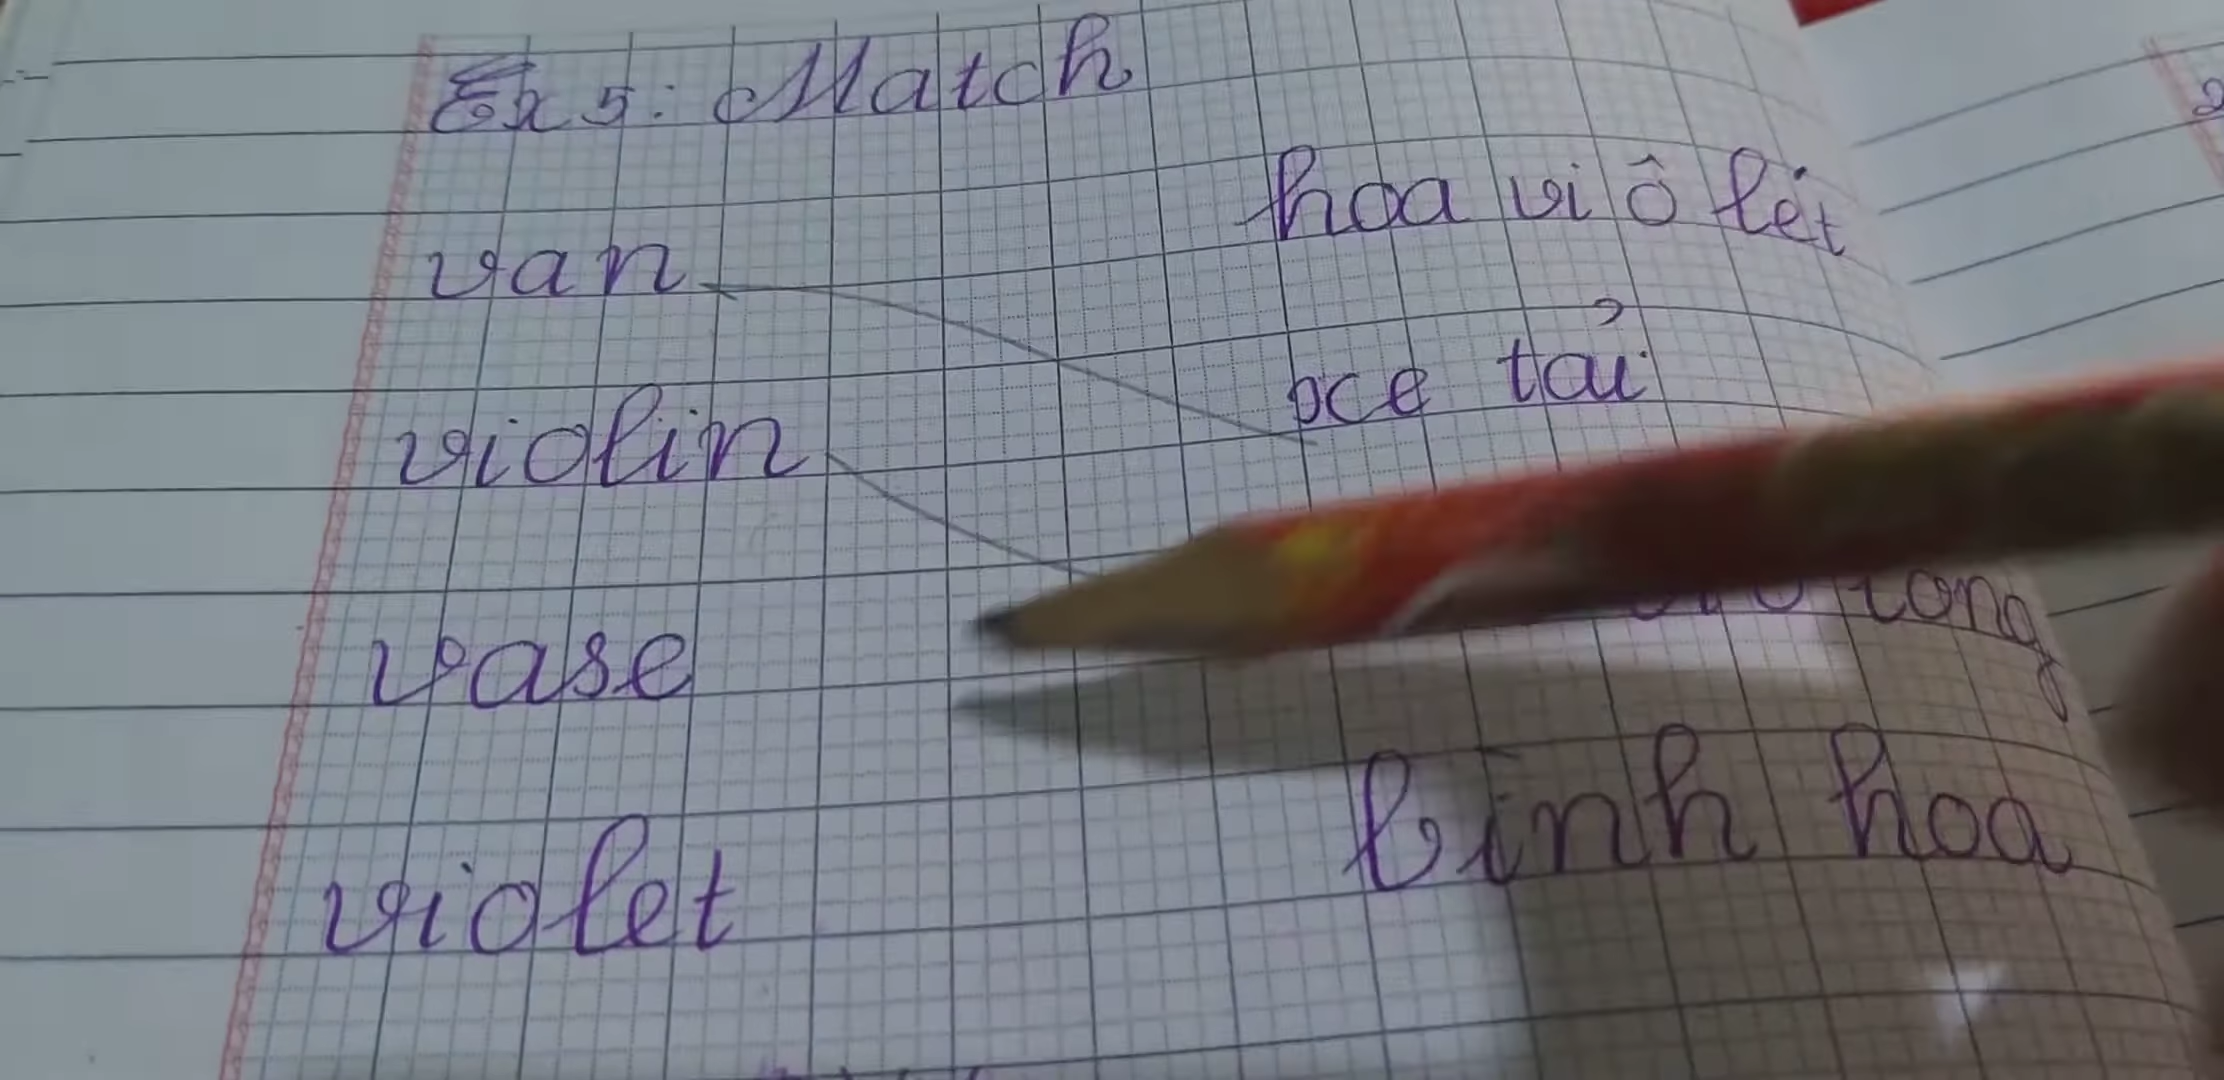 Ex 5: Match
van
hoa vi ô lét
violin
xe tải
vase
violet
bình hoa